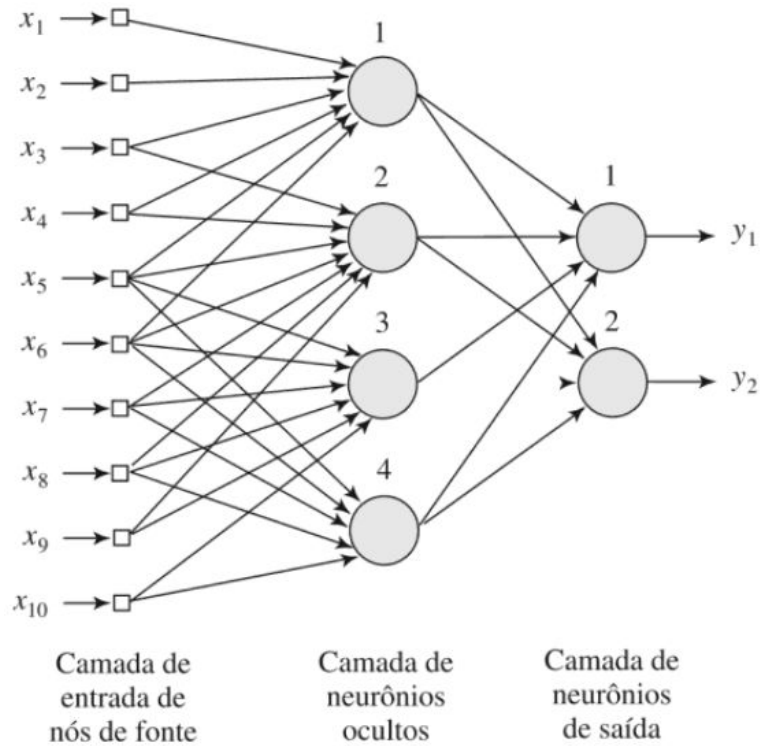 x1
x2
x3
x4
x5
x6
x7
x8
x9
x10
1
2
3
4
1
2
y1
y2
Camada de
entrada de
nós de fonte
Camada de
neurônios
ocultos
Camada de
neurônios
de saída